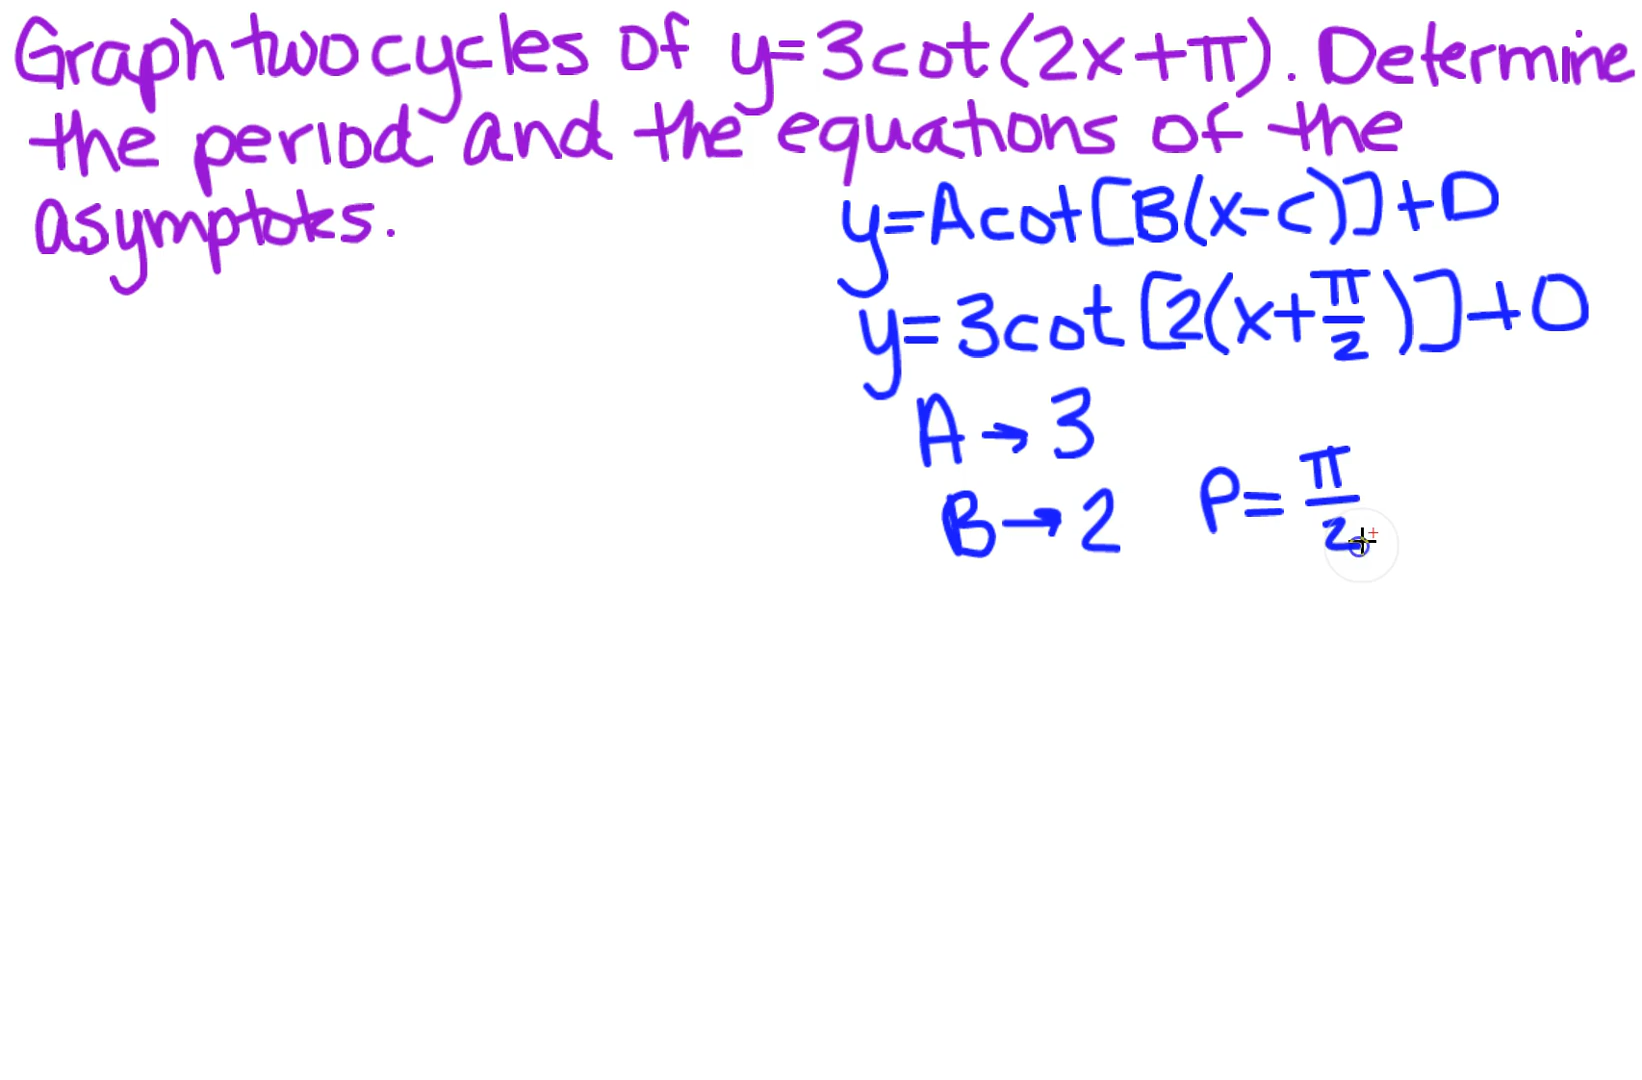 Graph two cycles of y=3cot(2x+π). Determine
the period and the equations of the
asymptotes.
y=Acot[B(x-C)]+D
y=3cot[2(x+π/2)]+0
A→3
B→2 P=π/2